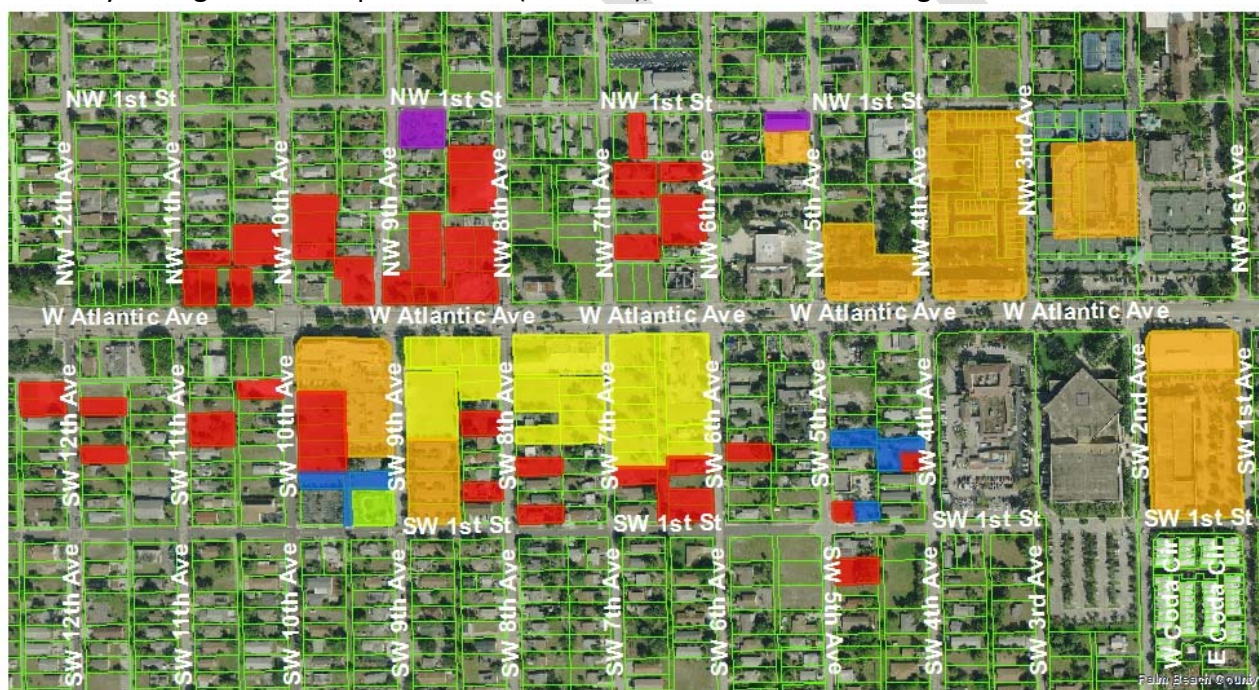 NW 1st St
NW 1st St
NW 1st St
NW 1st St
NW 12th Ave
NW 11th Ave
NW 10th Ave
NW 9th Ave
NW 8th Ave
NW 7th Ave
NW 6th Ave
NW 5th Ave
NW 4th Ave
NW 3rd Ave
NW 1st Ave
W Atlantic Ave
W Atlantic Ave
W Atlantic Ave
W Atlantic Ave
W Atlantic Ave
SW 12th Ave
SW 11th Ave
SW 10th Ave
SW 9th Ave
SW 8th Ave
SW 7th Ave
SW 6th Ave
SW 5th Ave
SW 4th Ave
SW 2nd Ave
SW 1st Ave
SW 1st St
SW 1st St
SW 1st St
SW 1st St
SW 12th Ave
SW 11th Ave
SW 10th Ave
SW 9th Ave
SW 8th Ave
SW 7th Ave
SW 6th Ave
SW 5th Ave
SW 4th Ave
SW 3rd Ave
W Coda Cir
E Coda Cir
Palm Beach County